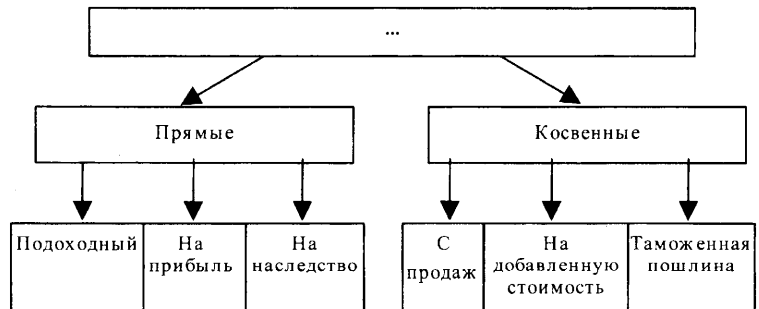 ...
Прямые
Косвенные
Подоходный
На
прибыль
На
наследство
С
продаж
На
добавленную
стоимость
Таможенная
пошлина